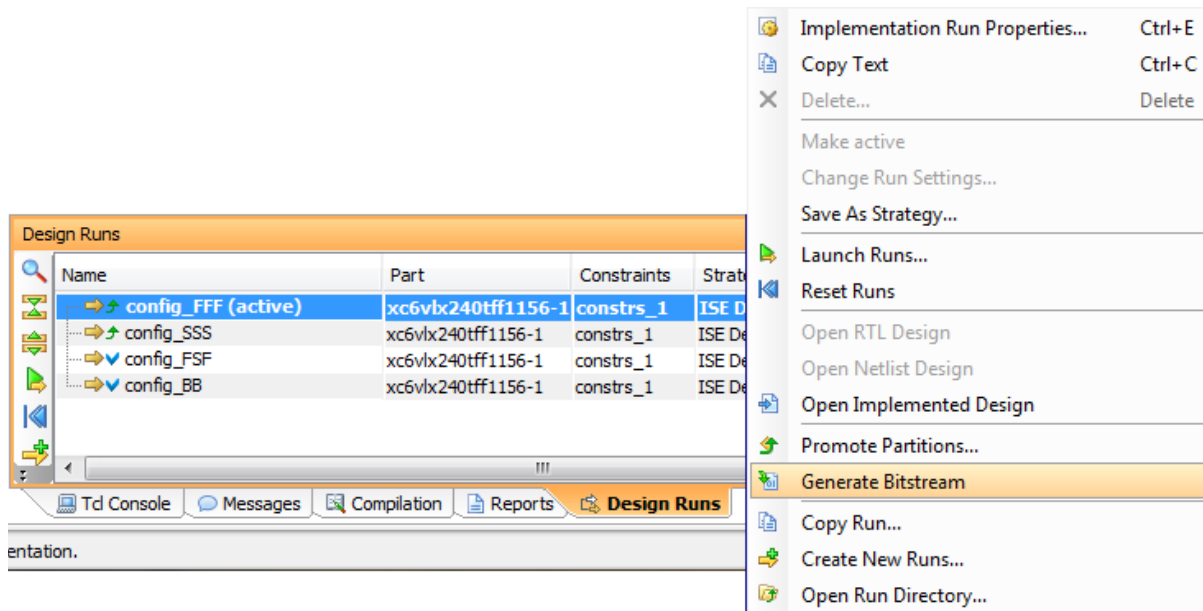 Implementation Run Properties... Ctrl+E
Copy Text Ctrl+C
Delete... Delete
Make active
Change Run Settings...
Save As Strategy...
Launch Runs...
Reset Runs
Open RTL Design
Open Netlist Design
Open Implemented Design
Promote Partitions...
Generate Bitstream
Copy Run...
Create New Runs...
Open Run Directory...
Design Runs
Name Part Constraints Strate
config_FFF (active) xc6vlx240tff1156-1 constrs_1 ISE D
config_SSS xc6vlx240tff1156-1 constrs_1 ISE De
config_FSF xc6vlx240tff1156-1 constrs_1 ISE De
config_BB xc6vlx240tff1156-1 constrs_1 ISE De
Tcl Console Messages Compilation Reports Design Runs
entation.